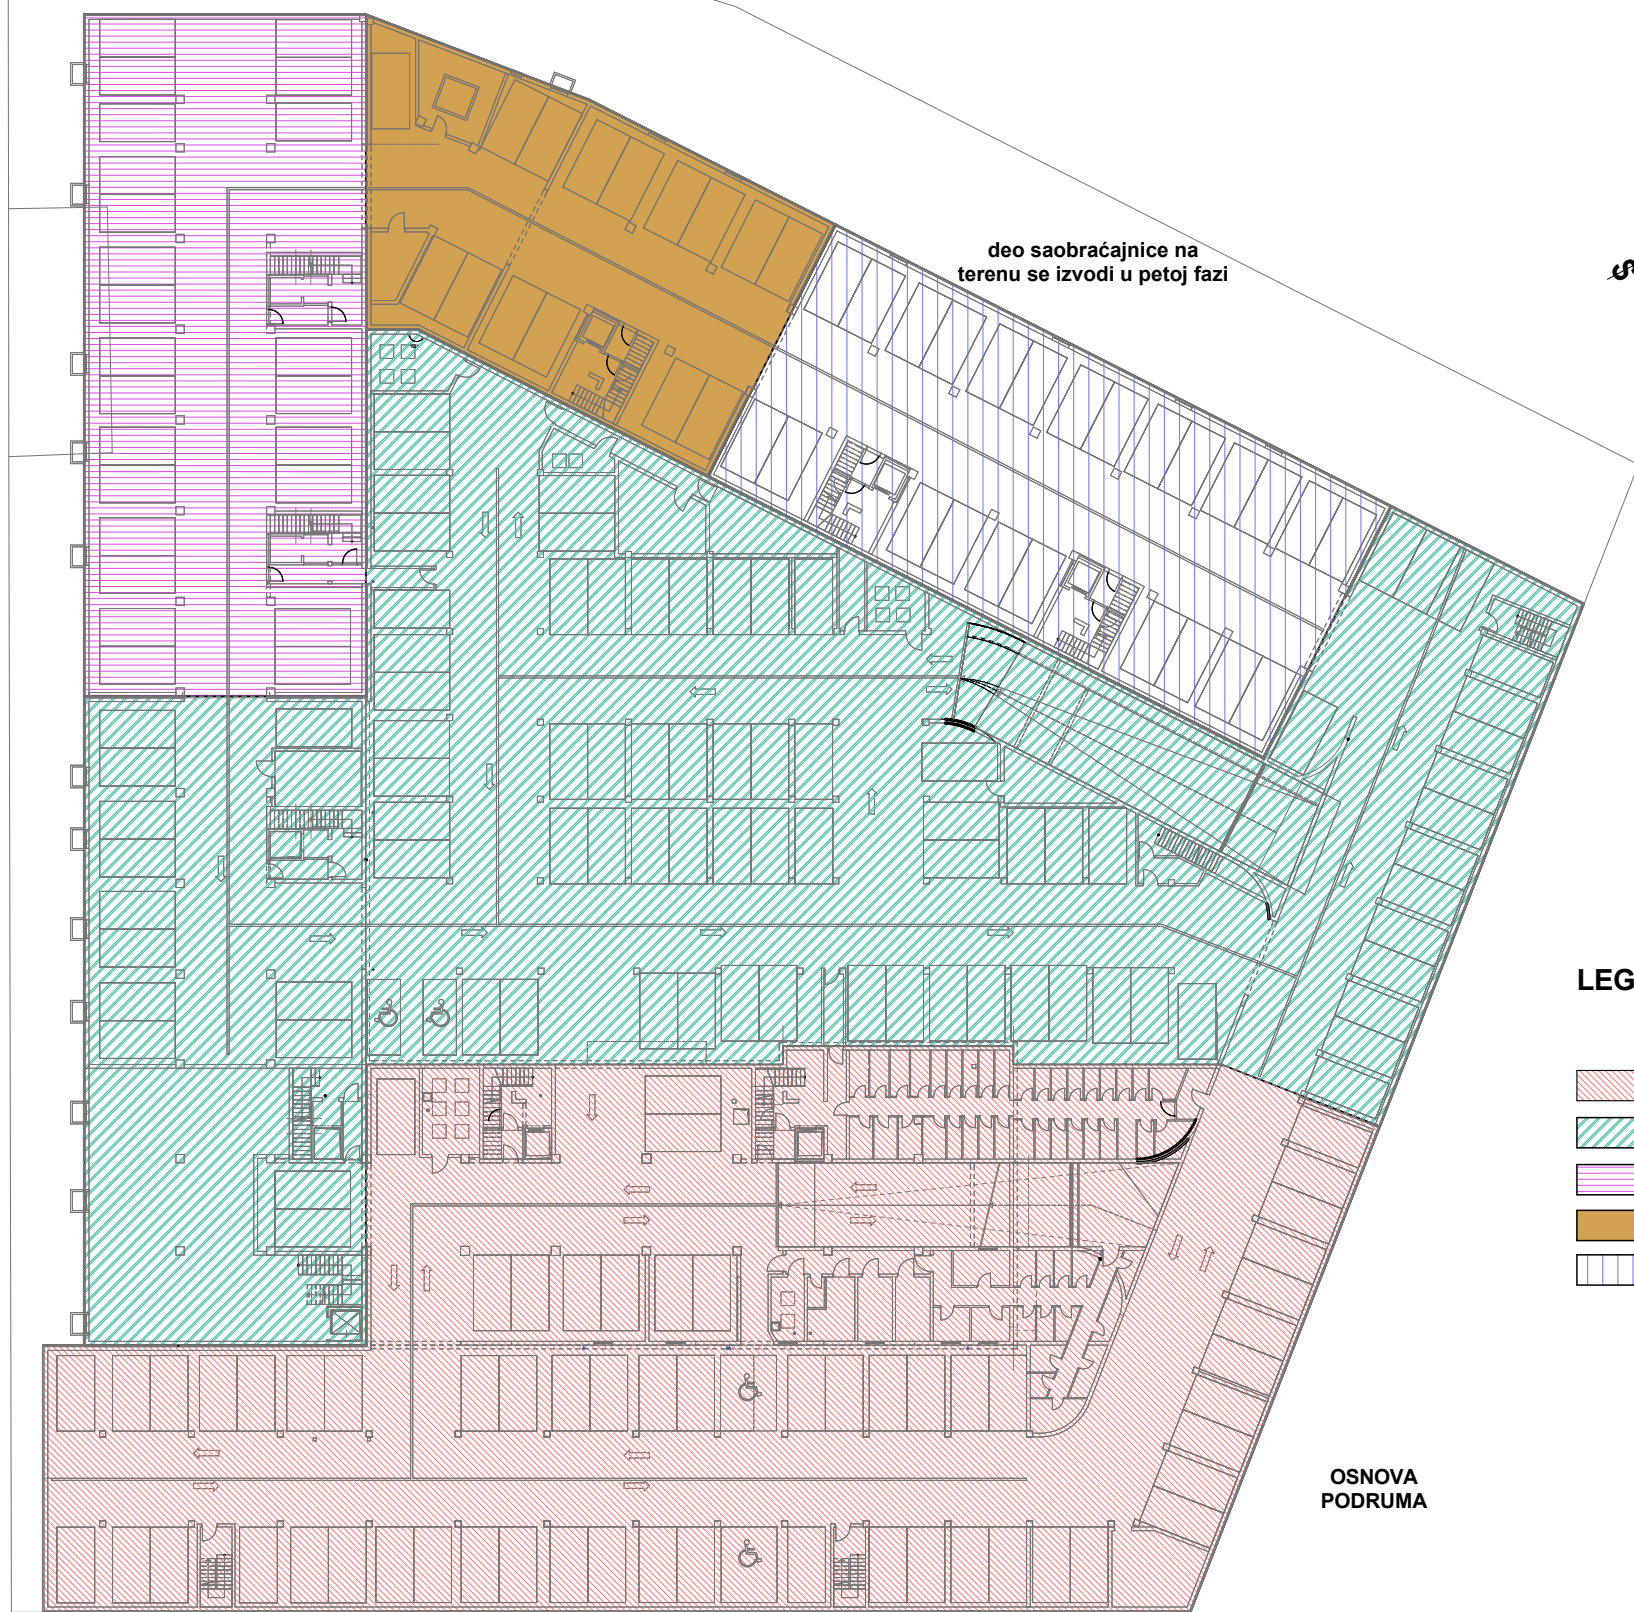 deo saobraćajnice na
terenu se izvodi u petoj fazi
LEG
OSNOVA
PODRUMA